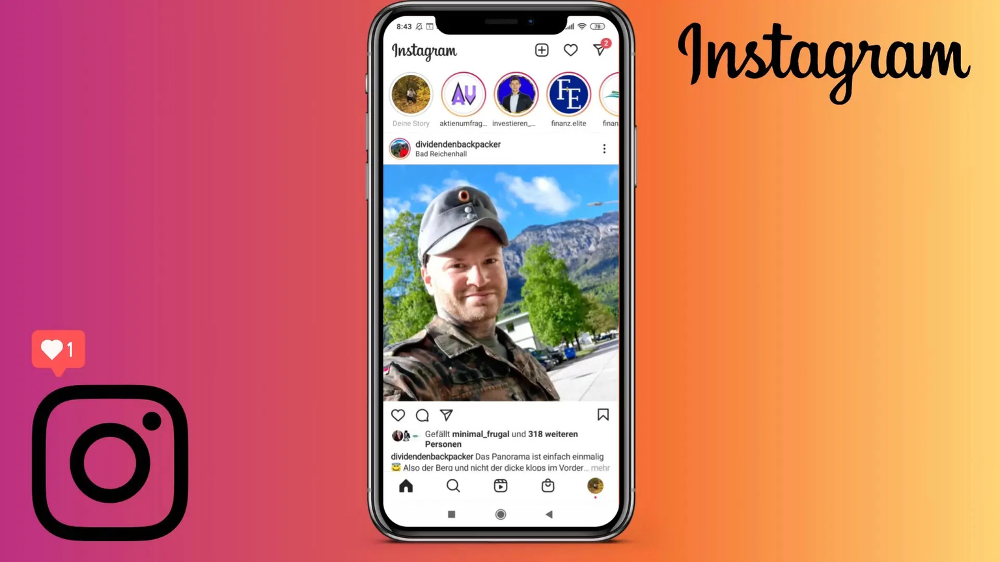 8:43
78
Instagram
2
AU
FE
Deine Story
aktienumfrag...
investieren_...
finanz.elite
finan
dividendenbackpacker
Bad Reichenhall
Gefällt minimal_frugal und 318 weiteren
Personen
dividendenbackpacker Das Panorama ist einfach einmalig
Also der Berg und nicht der dicke klops im Vorder... mehr
Instagram
1